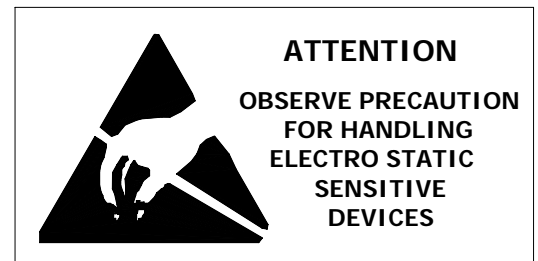 ATTENTION
OBSERVE PRECAUTION
FOR HANDLING
ELECTRO STATIC
SENSITIVE
DEVICES